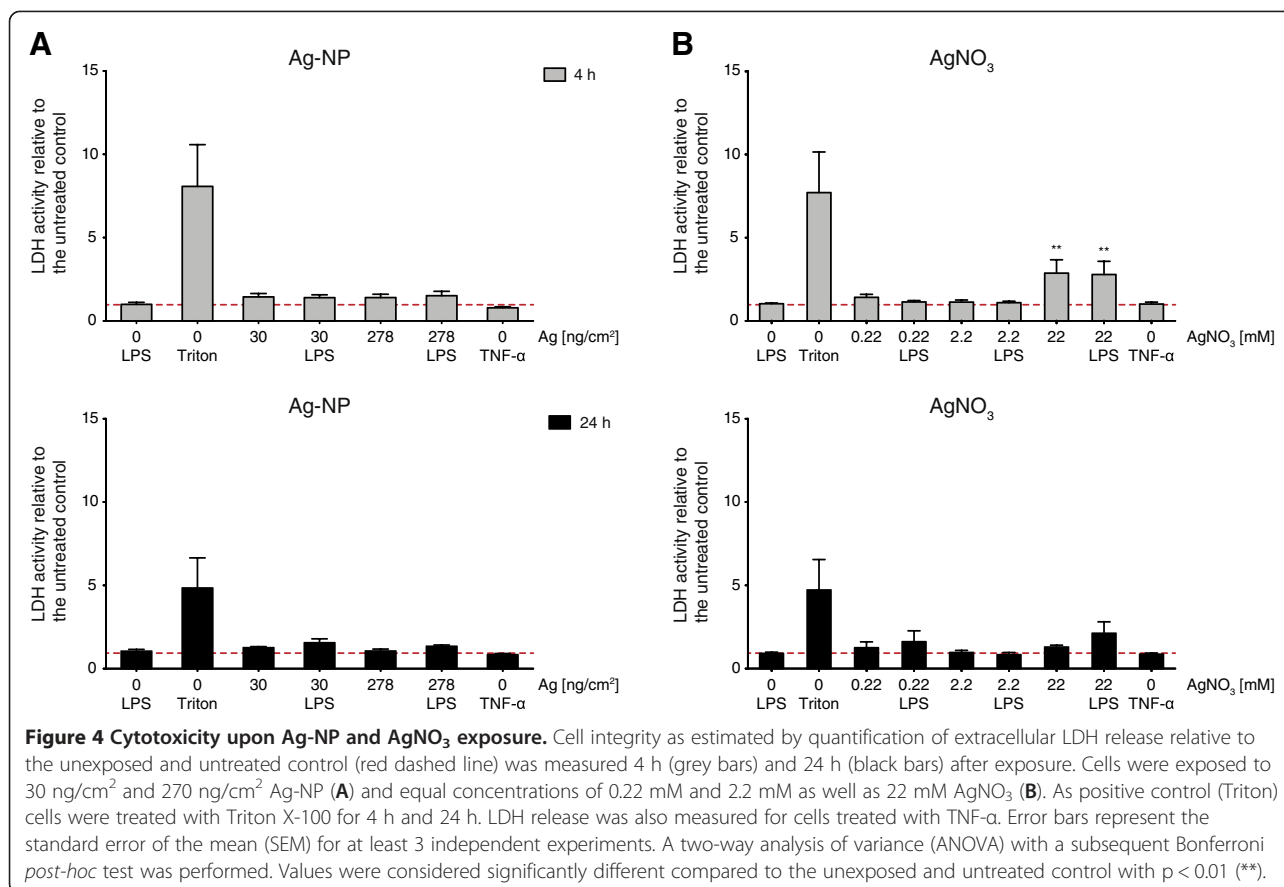 A
Ag-NP
4 h
LDH activity relative to
the untreated control
15
10
5
0
0 0 30 30 278 278 0 Ag [ng/cm²]
LPS Triton LPS LPS TNF-α
B
AgNO₃
LDH activity relative to
the untreated control
15
10
5
0
** **
0 0 0.22 0.22 2.2 2.2 22 22 0 AgNO₃ [mM]
LPS Triton LPS LPS LPS TNF-α
Ag-NP
24 h
LDH activity relative to
the untreated control
15
10
5
0
0 0 30 30 278 278 0 Ag [ng/cm²]
LPS Triton LPS LPS TNF-α
AgNO₃
LDH activity relative to
the untreated control
15
10
5
0
0 0 0.22 0.22 2.2 2.2 22 22 0 AgNO₃ [mM]
LPS Triton LPS LPS LPS TNF-α
Figure 4 Cytotoxicity upon Ag-NP and AgNO₃ exposure. Cell integrity as estimated by quantification of extracellular LDH release relative to
the unexposed and untreated control (red dashed line) was measured 4 h (grey bars) and 24 h (black bars) after exposure. Cells were exposed to
30 ng/cm² and 270 ng/cm² Ag-NP (A) and equal concentrations of 0.22 mM and 2.2 mM as well as 22 mM AgNO₃ (B). As positive control (Triton)
cells were treated with Triton X-100 for 4 h and 24 h. LDH release was also measured for cells treated with TNF-α. Error bars represent the
standard error of the mean (SEM) for at least 3 independent experiments. A two-way analysis of variance (ANOVA) with a subsequent Bonferroni
post-hoc test was performed. Values were considered significantly different compared to the unexposed and untreated control with p < 0.01 (**).